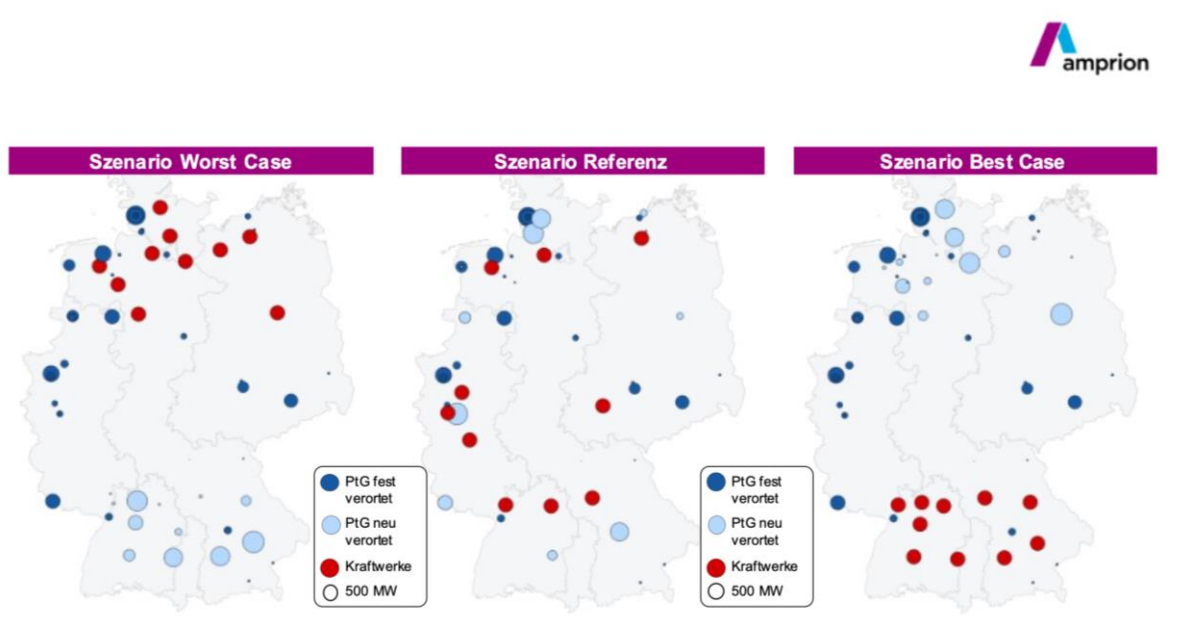 amprion
Szenario Worst Case
Szenario Referenz
Szenario Best Case
PtG fest
verortet
PtG neu
verortet
Kraftwerke
500 MW
PtG fest
verortet
PtG neu
verortet
Kraftwerke
500 MW